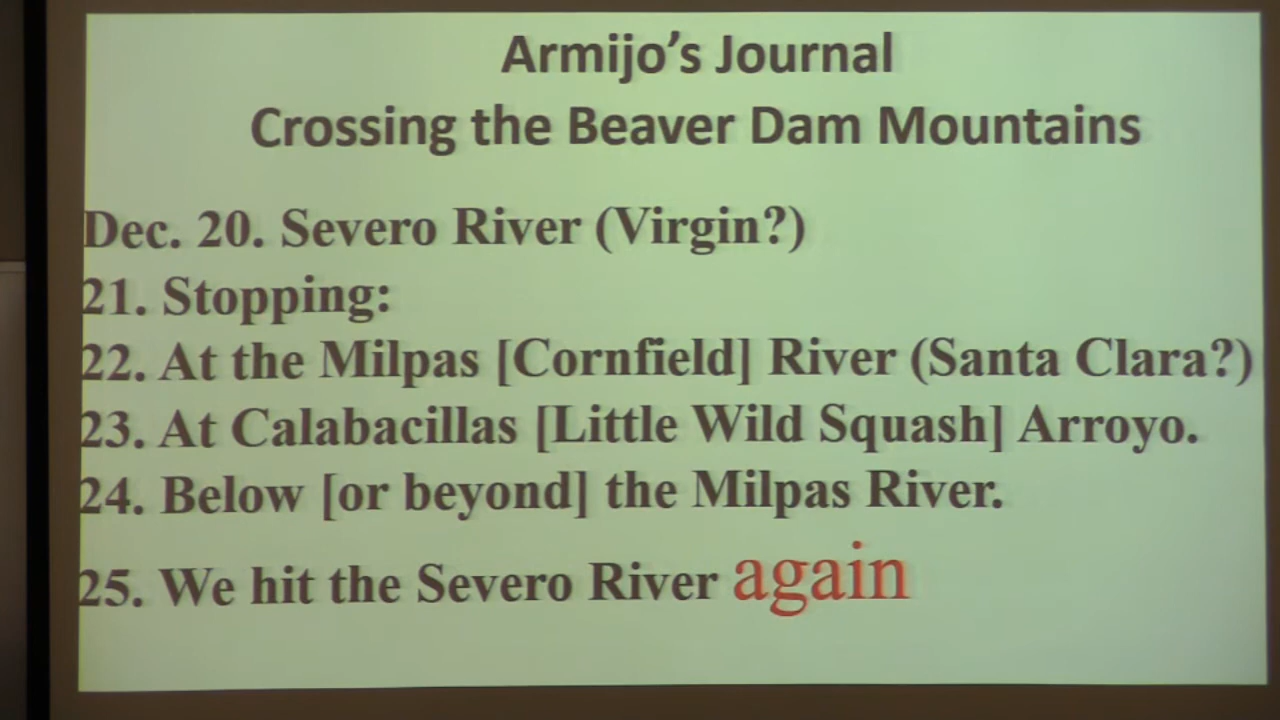 Armijo's Journal
Crossing the Beaver Dam Mountains
Dec. 20. Severo River (Virgin?)
21. Stopping:
22. At the Milpas [Cornfield] River (Santa Clara?)
23. At Calabacillas [Little Wild Squash] Arroyo.
24. Below [or beyond] the Milpas River.
25. We hit the Severo River again